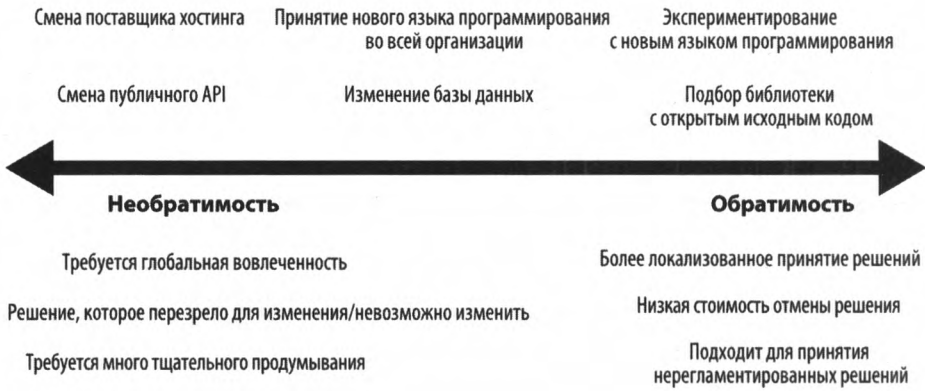 Смена поставщика хостинга
Принятие нового языка программирования
во всей организации
Экспериментирование
с новым языком программирования
Смена публичного API
Изменение базы данных
Подбор библиотеки
с открытым исходным кодом
Необратимость
Обратимость
Требуется глобальная вовлеченность
Более локализованное принятие решений
Решение, которое перезрело для изменения/невозможно изменить
Низкая стоимость отмены решения
Требуется много тщательного продумывания
Подходит для принятия
нерегламентированных решений